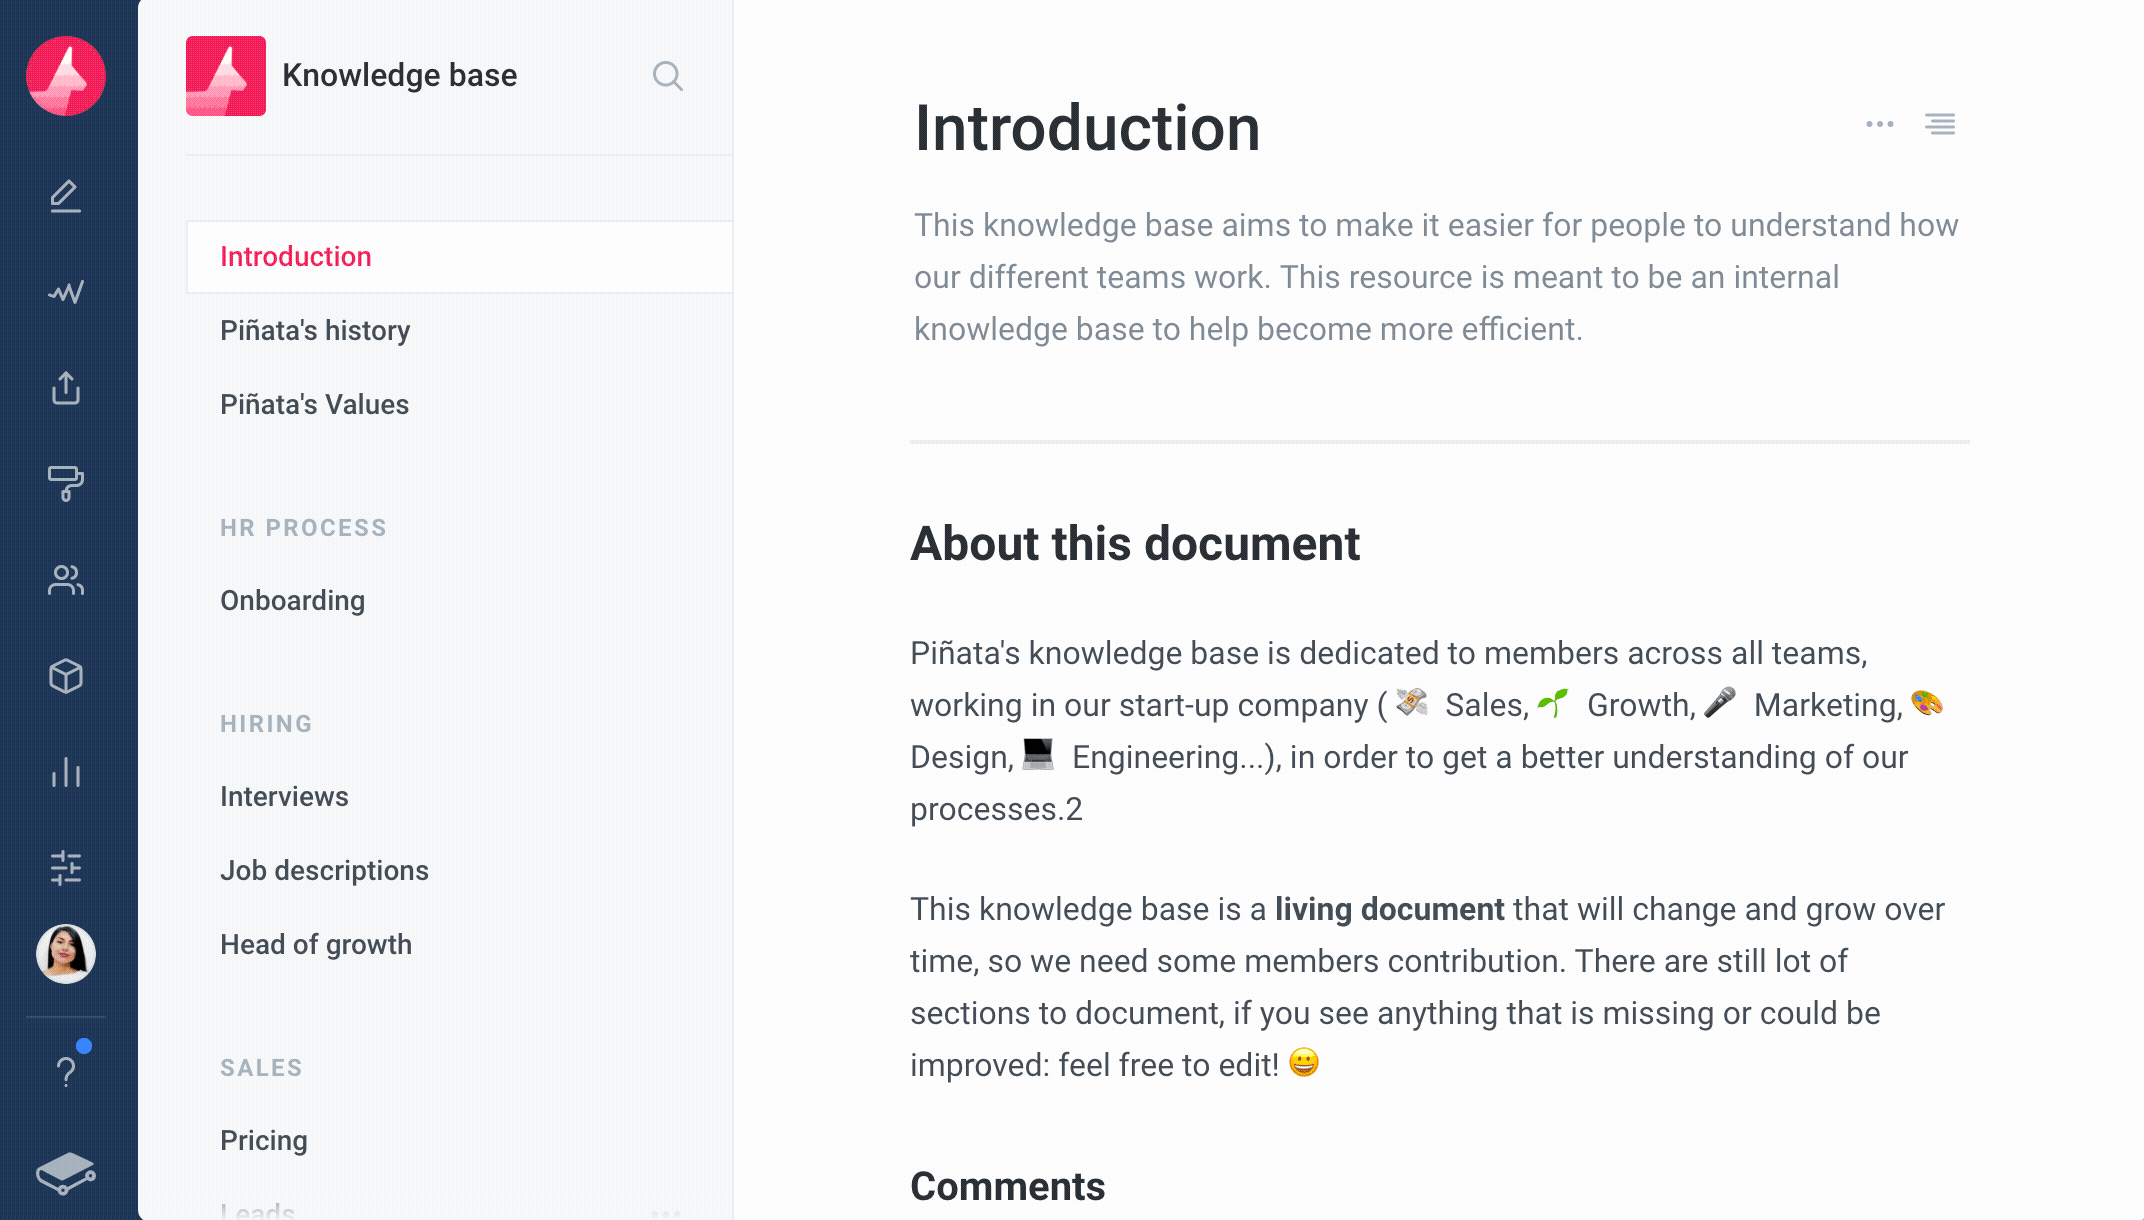 Knowledge base
Introduction
Piñata's history
Piñata's Values
HR PROCESS
Onboarding
HIRING
Interviews
Job descriptions
Head of growth
SALES
Pricing
Leads
Introduction
This knowledge base aims to make it easier for people to understand how
our different teams work. This resource is meant to be an internal
knowledge base to help become more efficient.
About this document
Piñata's knowledge base is dedicated to members across all teams,
working in our start-up company ( 💸 Sales, 🌱 Growth, 🎤 Marketing, 🎨
Design, 💻 Engineering...), in order to get a better understanding of our
processes.2
This knowledge base is a living document that will change and grow over
time, so we need some members contribution. There are still lot of
sections to document, if you see anything that is missing or could be
improved: feel free to edit! 😀
Comments